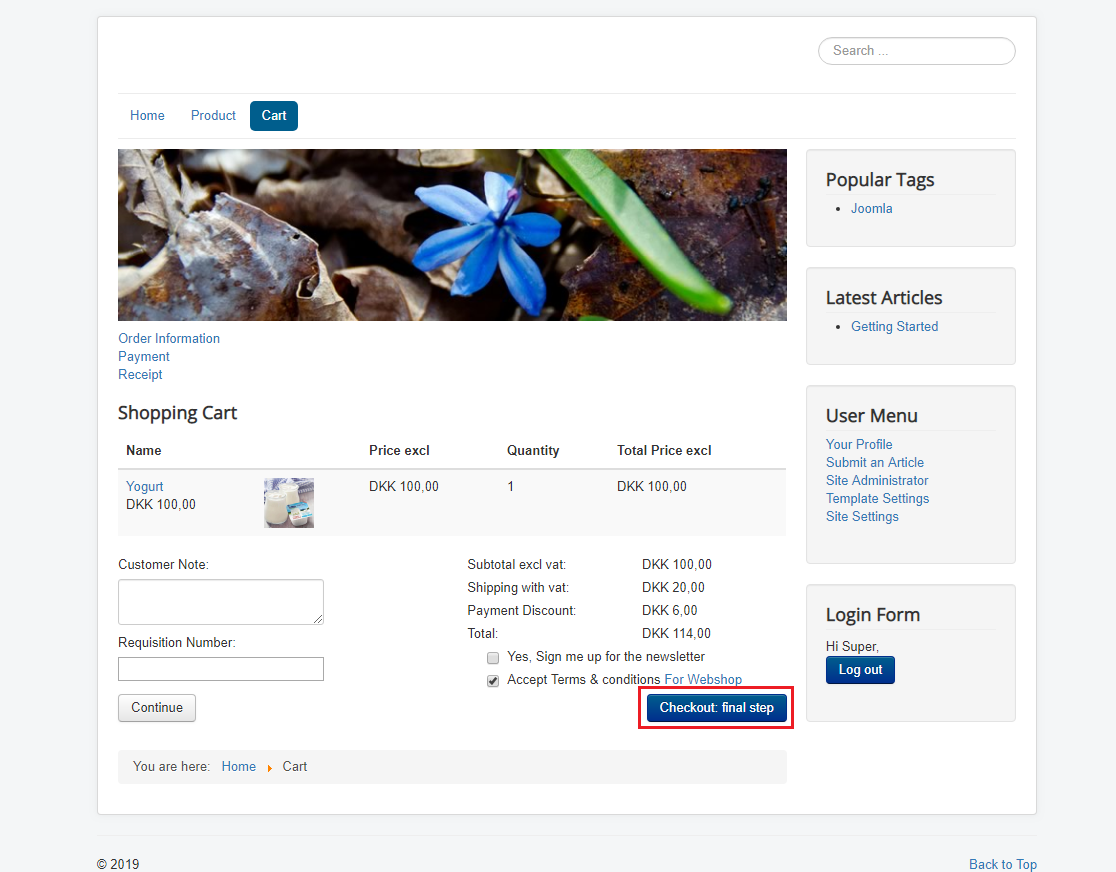 Search ...
Home Product Cart
Popular Tags
Joomla
Latest Articles
Getting Started
Order Information
Payment
Receipt
Shopping Cart
Name Price excl Quantity Total Price excl
Yogurt DKK 100,00 1 DKK 100,00
DKK 100,00
User Menu
Your Profile
Submit an Article
Site Administrator
Template Settings
Site Settings
Customer Note:
Requisition Number:
Continue
Subtotal excl vat: DKK 100,00
Shipping with vat: DKK 20,00
Payment Discount: DKK 6,00
Total: DKK 114,00
Yes, Sign me up for the newsletter
Accept Terms & conditions For Webshop
Checkout: final step
Login Form
Hi Super,
Log out
You are here: Home Cart
© 2019 Back to Top